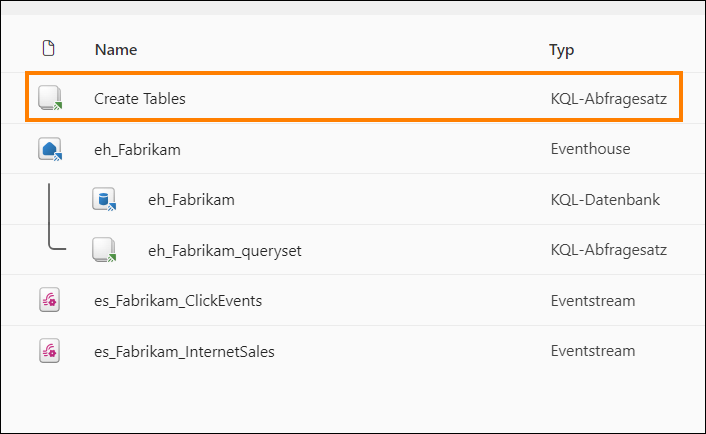 Name Typ
Create Tables KQL-Abfragesatz
eh_Fabrikam Eventhouse
eh_Fabrikam KQL-Datenbank
eh_Fabrikam_queryset KQL-Abfragesatz
es_Fabrikam_ClickEvents Eventstream
es_Fabrikam_InternetSales Eventstream